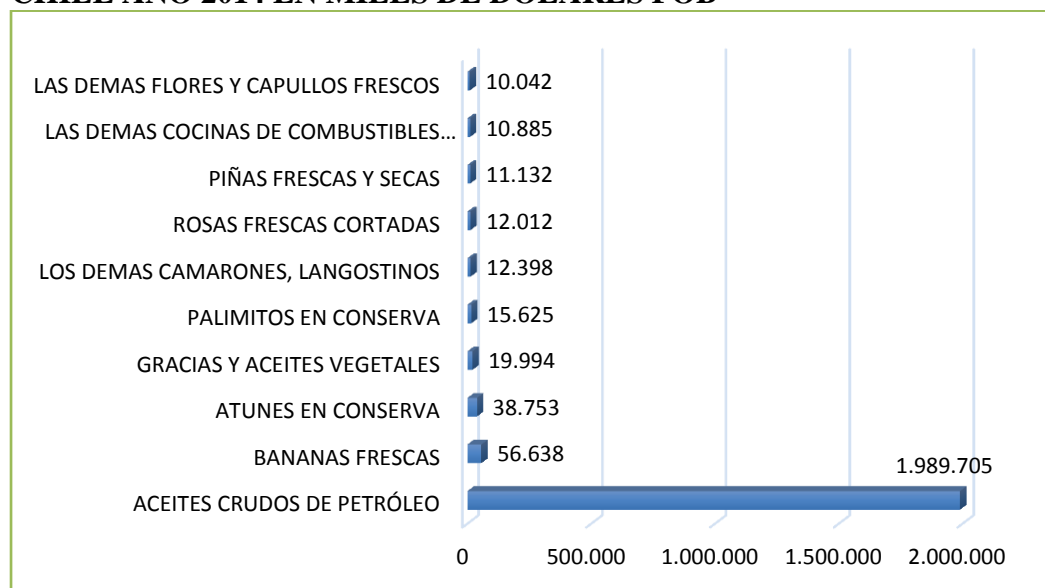 CHILE AÑO 2014 EN MILES DE DÓLARES FOB
LAS DEMAS FLORES Y CAPULLOS FRESCOS 10.042
LAS DEMAS COCINAS DE COMBUSTIBLES… 10.885
PIÑAS FRESCAS Y SECAS 11.132
ROSAS FRESCAS CORTADAS 12.012
LOS DEMAS CAMARONES, LANGOSTINOS 12.398
PALIMITOS EN CONSERVA 15.625
GRACIAS Y ACEITES VEGETALES 19.994
ATUNES EN CONSERVA 38.753
BANANAS FRESCAS 56.638
ACEITES CRUDOS DE PETRÓLEO 1.989.705
0 500.000 1.000.000 1.500.000 2.000.000